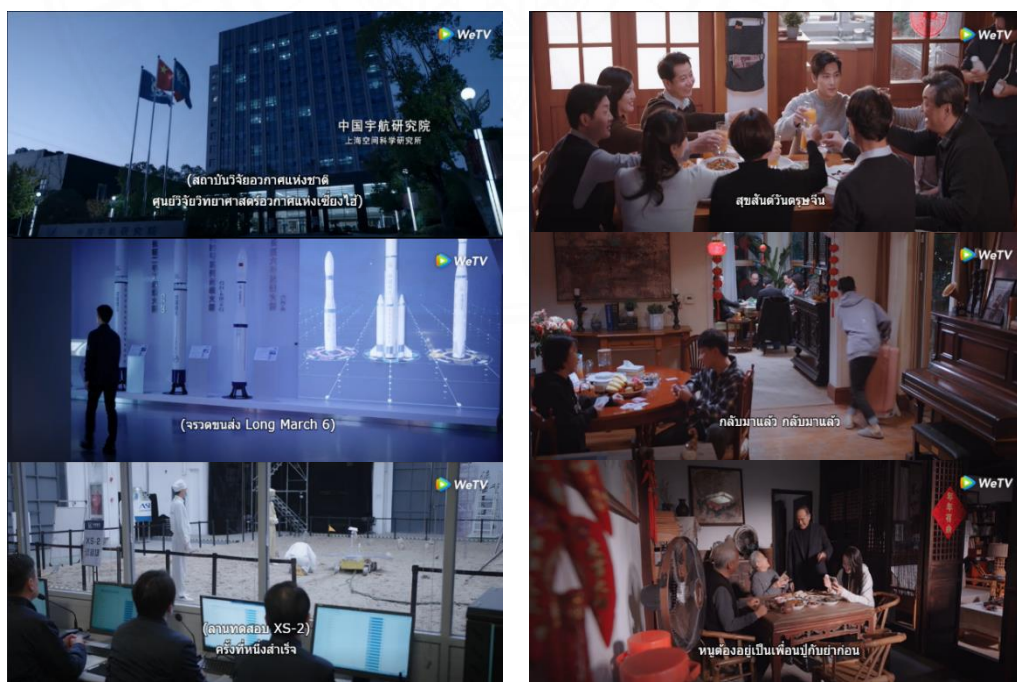 WeTV
中国宇航研究院
上海空间科学研究所
(สถาบันวิจัยอวกาศแห่งชาติ
ศูนย์วิจัยวิทยาศาสตร์อวกาศแห่งเซี่ยงไฮ้)
WeTV
(จรวดขนส่ง Long March 6)
WeTV
XS-2
(ลานทดสอบ XS-2)
ครั้งที่หนึ่งสำเร็จ
WeTV
สุขสันต์วันตรุษจีน
WeTV
กลับมาแล้ว กลับมาแล้ว
WeTV
หนูต้องอยู่เป็นเพื่อนปู่กับย่าก่อน